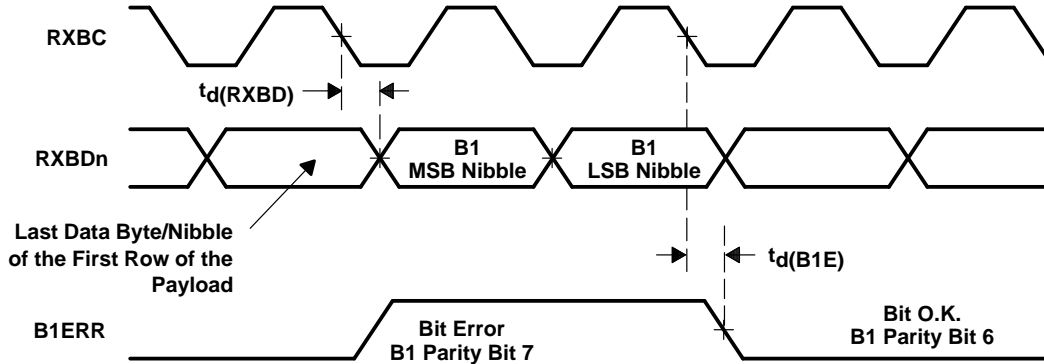 RXBC
td(RXBD)
RXBDn
B1
MSB Nibble
B1
LSB Nibble
Last Data Byte/Nibble
of the First Row of the
Payload
td(B1E)
B1ERR
Bit Error
B1 Parity Bit 7
Bit O.K.
B1 Parity Bit 6